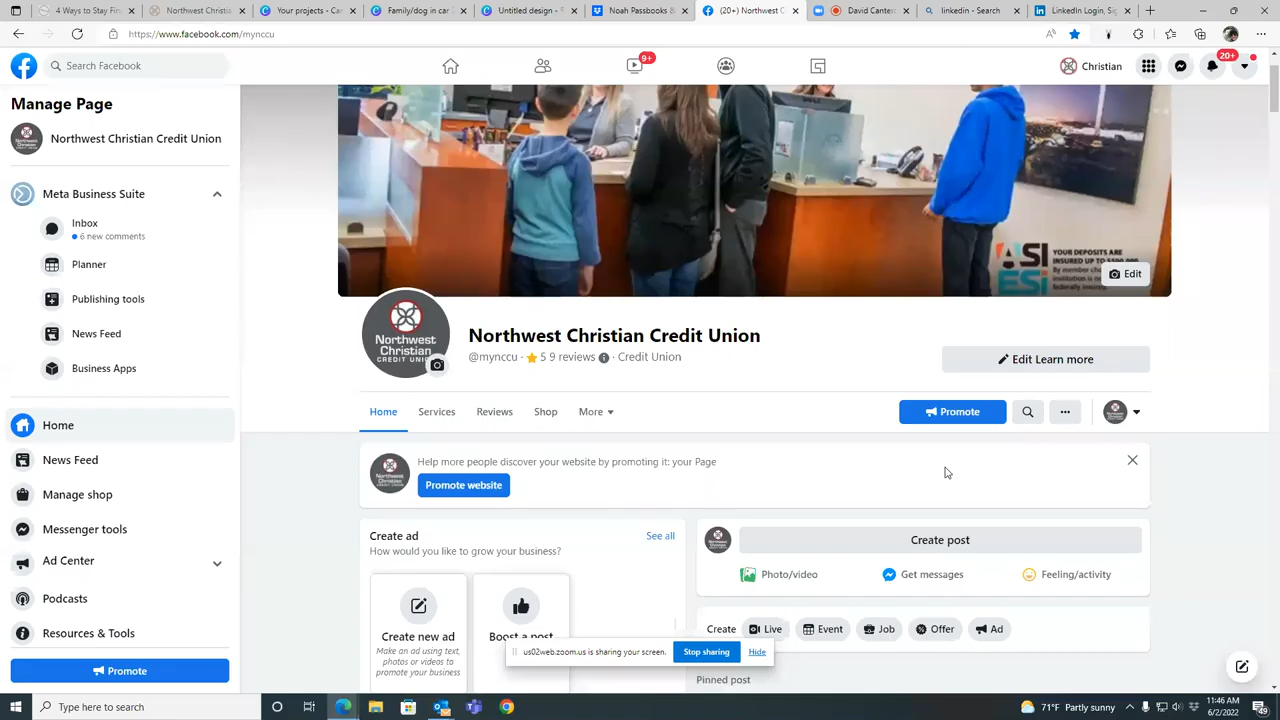 4 Ways to Stay
Northwest Christia
Your projects - Ca
Family/dog in car
Untitled design -
Noah Passbooks &
(20+) Northwest C
David Canter
linkedin - Search
LinkedIn Login, Sig
https://www.facebook.com/mynccu
Search Facebook
9+
Christian
20+
Manage Page
Northwest Christian Credit Union
Meta Business Suite
Inbox
6 new comments
Planner
Publishing tools
News Feed
Business Apps
Home
News Feed
Manage shop
Messenger tools
Ad Center
Podcasts
Resources & Tools
Promote
ASI
ESI
YOUR DEPOSITS ARE
INSURED UP TO
By member
institution is
federally
Edit
Northwest
Christian
CREDIT UNION
Northwest Christian Credit Union
@mynccu · 5 9 reviews · Credit Union
Edit Learn more
Home
Services
Reviews
Shop
More
Promote
Help more people discover your website by promoting it: your Page
Promote website
Create ad
See all
How would you like to grow your business?
Create new ad
Make an ad using text,
photos or videos to
promote your business
Boost a post
Create post
Photo/video
Get messages
Feeling/activity
Create
Live
Event
Job
Offer
Ad
us02web.zoom.us is sharing your screen.
Stop sharing
Hide
Pinned post
Type here to search
71°F Partly sunny
11:46 AM
6/2/2022
49